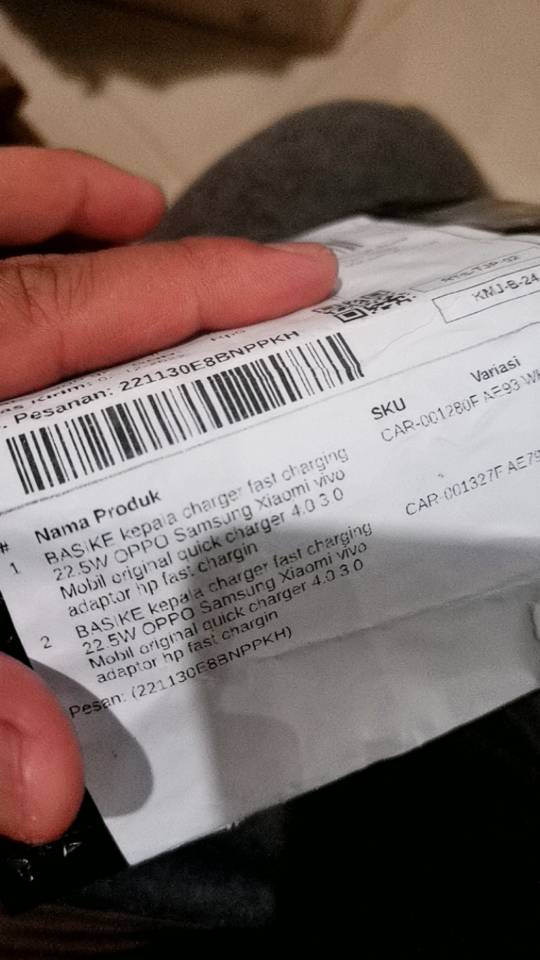 KMJ-B-24
Pesanan: 221130E8BNPPKH
# Nama Produk SKU Variasi
1 BASIKE kepala charger fast charging CAR-001280F AE93
22.5W OPPO Samsung Xiaomi vivo
Mobil original quick charger 4.0 3 0
adaptor hp fast chargin
2 BASIKE kepala charger fast charging CAR-001327F AE79
22.5W OPPO Samsung Xiaomi vivo
Mobil original quick charger 4.0 3 0
adaptor hp fast chargin
Pesan: (221130E8BNPPKH)